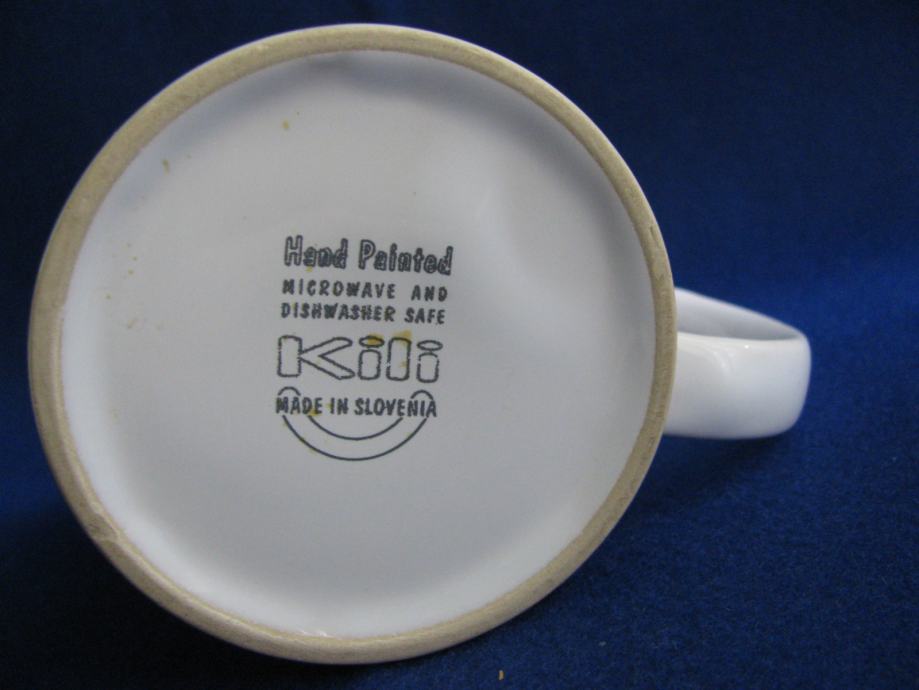 Hand Painted
MICROWAVE AND
DISHWASHER SAFE
Kili
MADE IN SLOVENIA